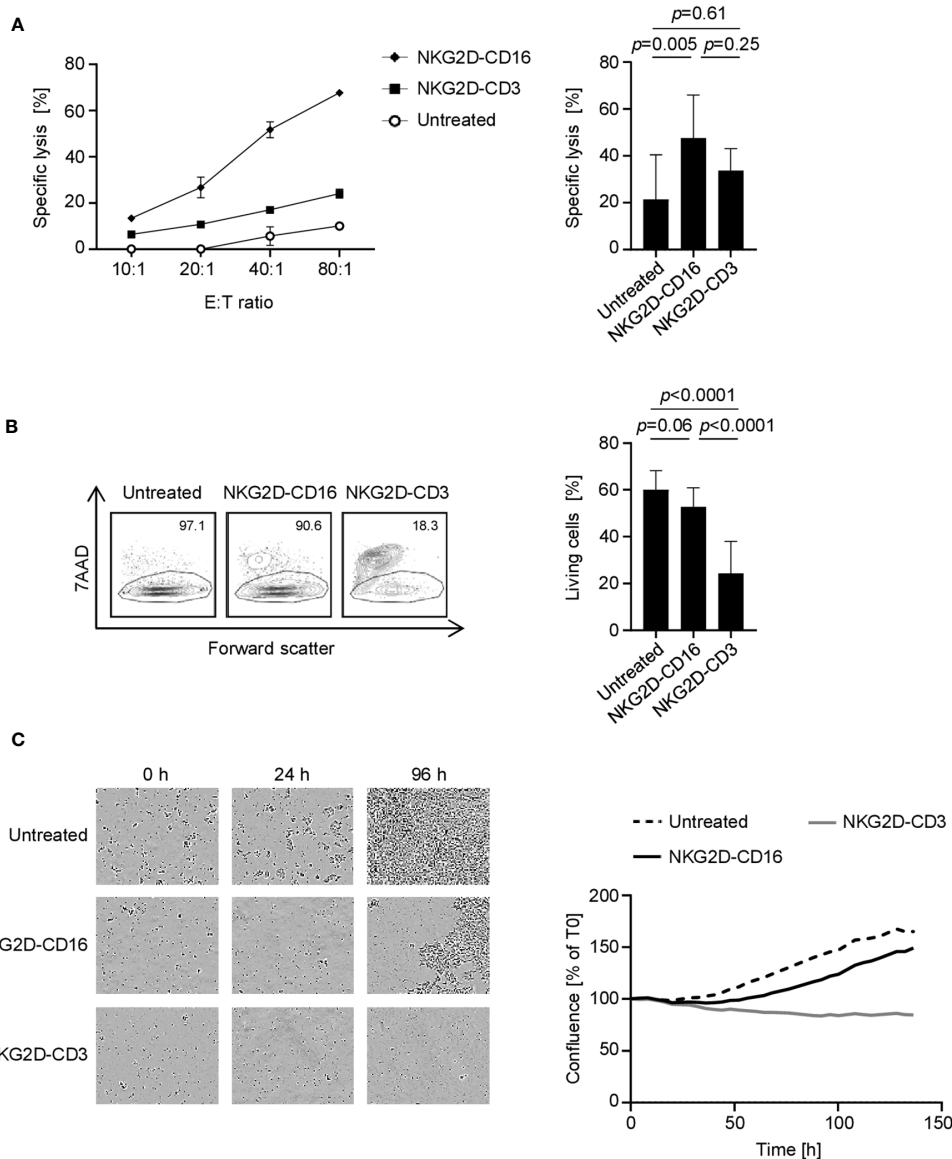 A
NKG2D-CD16
NKG2D-CD3
Untreated
Specific lysis [%]
80
60
40
20
0
10:1
20:1
40:1
80:1
E:T ratio
p=0.61
p=0.005
p=0.25
Specific lysis [%]
80
60
40
20
0
Untreated
NKG2D-CD16
NKG2D-CD3
B
Untreated
NKG2D-CD16
NKG2D-CD3
97.1
90.6
18.3
7AAD
Forward scatter
p<0.0001
p=0.06
p<0.0001
Living cells [%]
80
60
40
20
0
Untreated
NKG2D-CD16
NKG2D-CD3
C
0 h
24 h
96 h
Untreated
G2D-CD16
KG2D-CD3
Untreated
NKG2D-CD3
NKG2D-CD16
Confluence [% of T0]
200
150
100
50
0
0
50
100
150
Time [h]